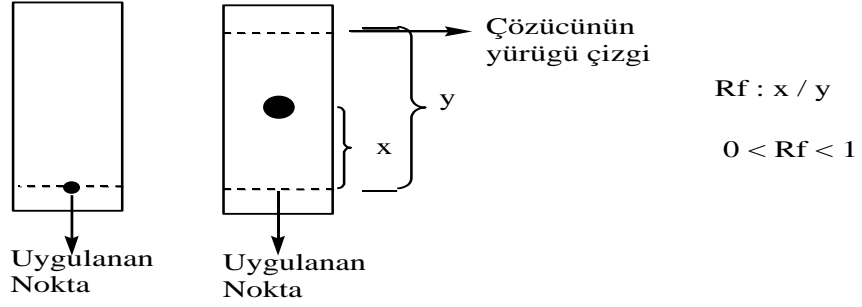 Çözücünün
yürügü çizgi
y
x
Rf : x / y
0 < Rf < 1
Uygulanan
Nokta
Uygulanan
Nokta